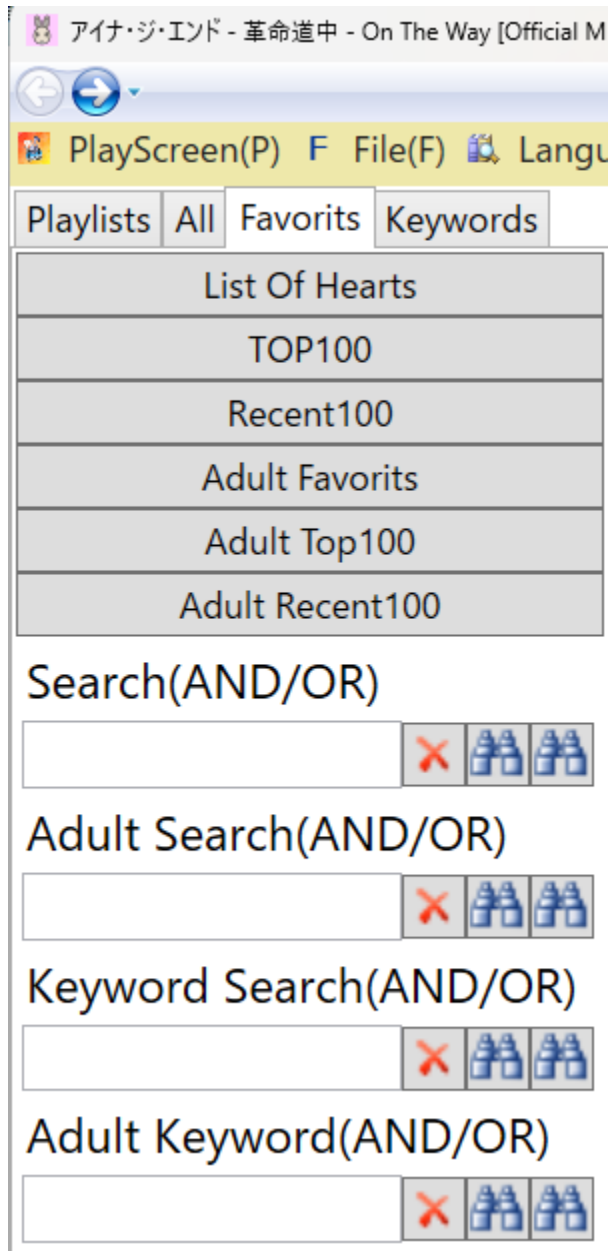 アイナ・ジ・エンド - 革命道中 - On The Way [Official M
PlayScreen(P) F File(F) Langu
Playlists All Favorits Keywords
List Of Hearts
TOP100
Recent100
Adult Favorits
Adult Top100
Adult Recent100
Search(AND/OR)
Adult Search(AND/OR)
Keyword Search(AND/OR)
Adult Keyword(AND/OR)